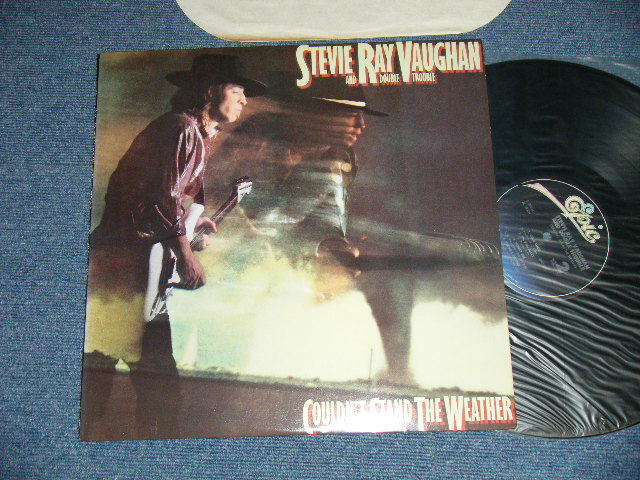 STEVIE RAY VAUGHAN
AND DOUBLE TROUBLE
COULDN'T STAND THE WEATHER
Epic